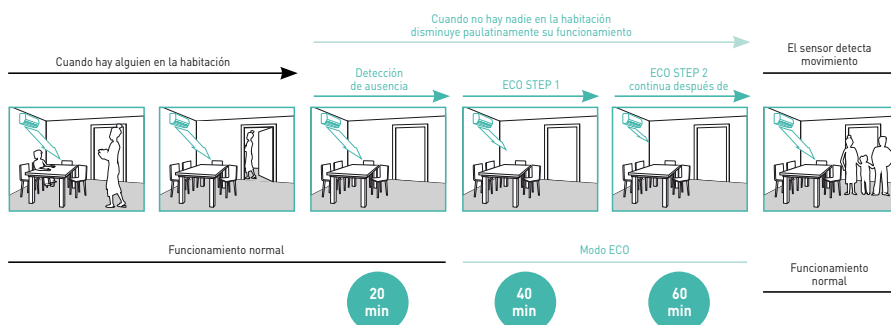 Cuando no hay nadie en la habitación
disminuye paulatinamente su funcionamiento
Cuando hay alguien en la habitación
El sensor detecta
movimiento
Detección
de ausencia
ECO STEP 1
ECO STEP 2
continua después de
Funcionamiento normal
Modo ECO
Funcionamiento
normal
20
min
40
min
60
min